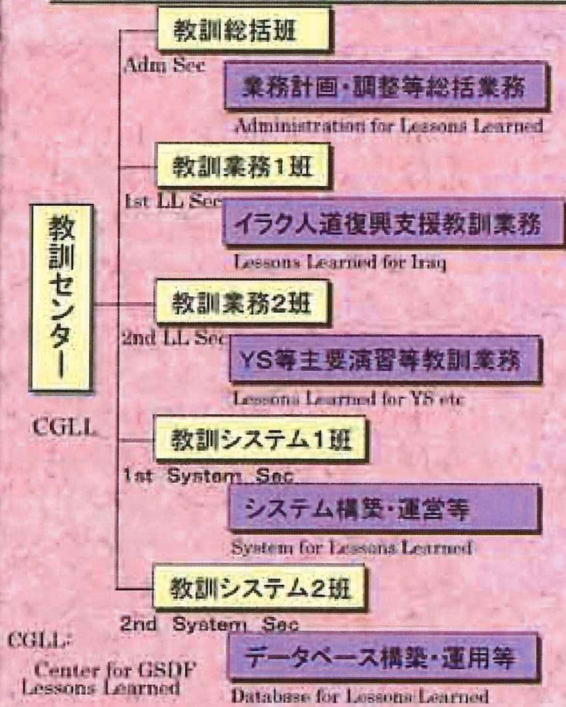 教訓総括班
Adm Sec
業務計画・調整等総括業務
Administration for Lessons Learned
教訓業務1班
1st LL Sec
イラク人道復興支援教訓業務
Lessons Learned for Iraq
教訓センター
CGLL
教訓業務2班
2nd LL Sec
YS等主要演習等教訓業務
Lessons Learned for YS etc
教訓システム1班
1st System Sec
システム構築・運営等
System for Lessons Learned
教訓システム2班
2nd System Sec
データベース構築・運用等
Database for Lessons Learned
CGLL:
Center for GSDF
Lessons Learned